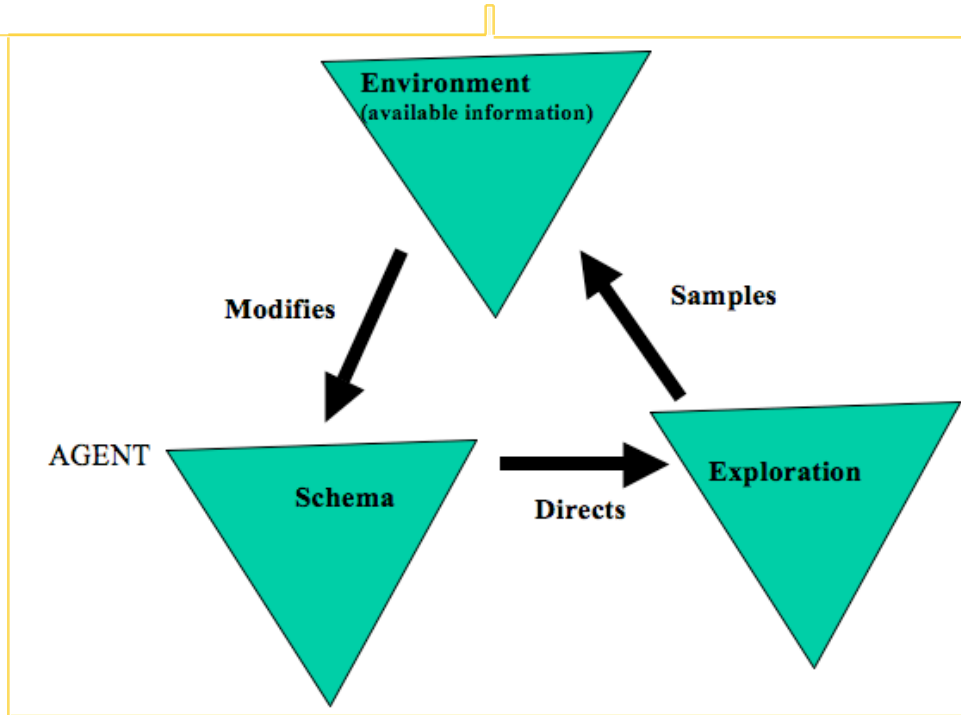 Environment
(available information)
Modifies
Samples
AGENT
Schema
Directs
Exploration